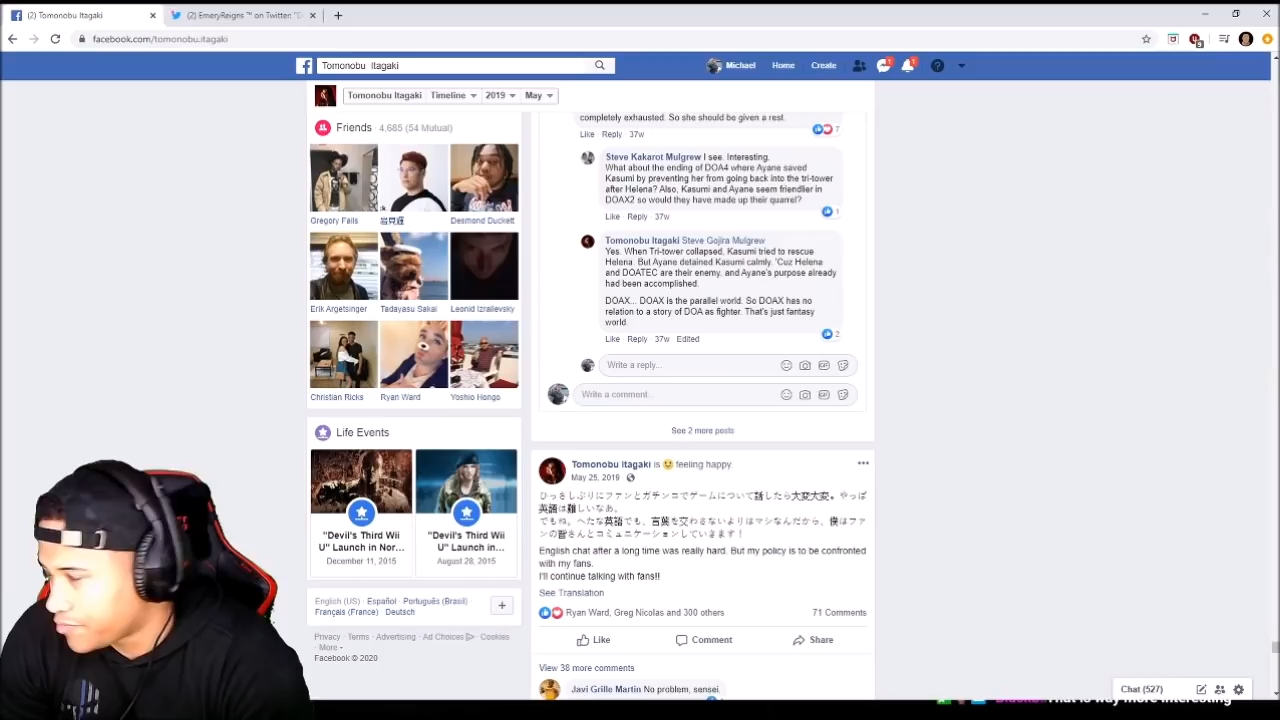 (2) Tomonobu Itagaki
(2) EmeryReigns ™ on Twitter: "D
facebook.com/tomonobu.itagaki
Tomonobu Itagaki
Michael Home Create
Tomonobu Itagaki Timeline 2019 May
Friends · 4,685 (54 Mutual)
Gregory Falls
岩見遥
Desmond Duckett
Erik Argetsinger
Tadayasu Sakai
Leonid Izrailevsky
Christian Ricks
Ryan Ward
Yoshio Hongo
Life Events
"Devil's Third Wii
U" Launch in Nor...
December 11, 2015
"Devil's Third Wii
U" Launch in...
August 28, 2015
English (US) · Español · Português (Brasil)
Français (France) · Deutsch
Privacy · Terms · Advertising · Ad Choices · Cookies
· More
Facebook © 2020
completely exhausted. So she should be given a rest.
7
Like · Reply · 37w
Steve Kakarot Mulgrew I see. Interesting.
What about the ending of DOA4 where Ayane saved
Kasumi by preventing her from going back into the tri-tower
after Helena? Also, Kasumi and Ayane seem friendlier in
DOAX2 so would they have made up their quarrel?
1
Like · Reply · 37w
Tomonobu Itagaki Steve Gojira Mulgrew
Yes. When Tri-tower collapsed, Kasumi tried to rescue
Helena. But Ayane detained Kasumi calmly. 'Cuz Helena
and DOATEC are their enemy, and Ayane's purpose already
had been accomplished.
DOAX... DOAX is the parallel world. So DOAX has no
relation to a story of DOA as fighter. That's just fantasy
world.
2
Like · Reply · 37w · Edited
Write a reply...
GIF
Write a comment...
GIF
See 2 more posts
Tomonobu Itagaki is feeling happy.
May 25, 2019
ひっさしぶりにファンとガチンコでゲームについて話したら大変大変。やっぱ
英語は難しいなあ。
でもね。へたな英語でも、言葉を交わさないよりはマシなんだから、僕はファ
ンの皆さんとコミュニケーションしていきます！
English chat after a long time was really hard. But my policy is to be confronted
with my fans.
I'll continue talking with fans!!
See Translation
Ryan Ward, Greg Nicolas and 300 others
71 Comments
Like Comment Share
View 38 more comments
Javi Grille Martin No problem, sensei.
Chat (527)
That is way more interesting